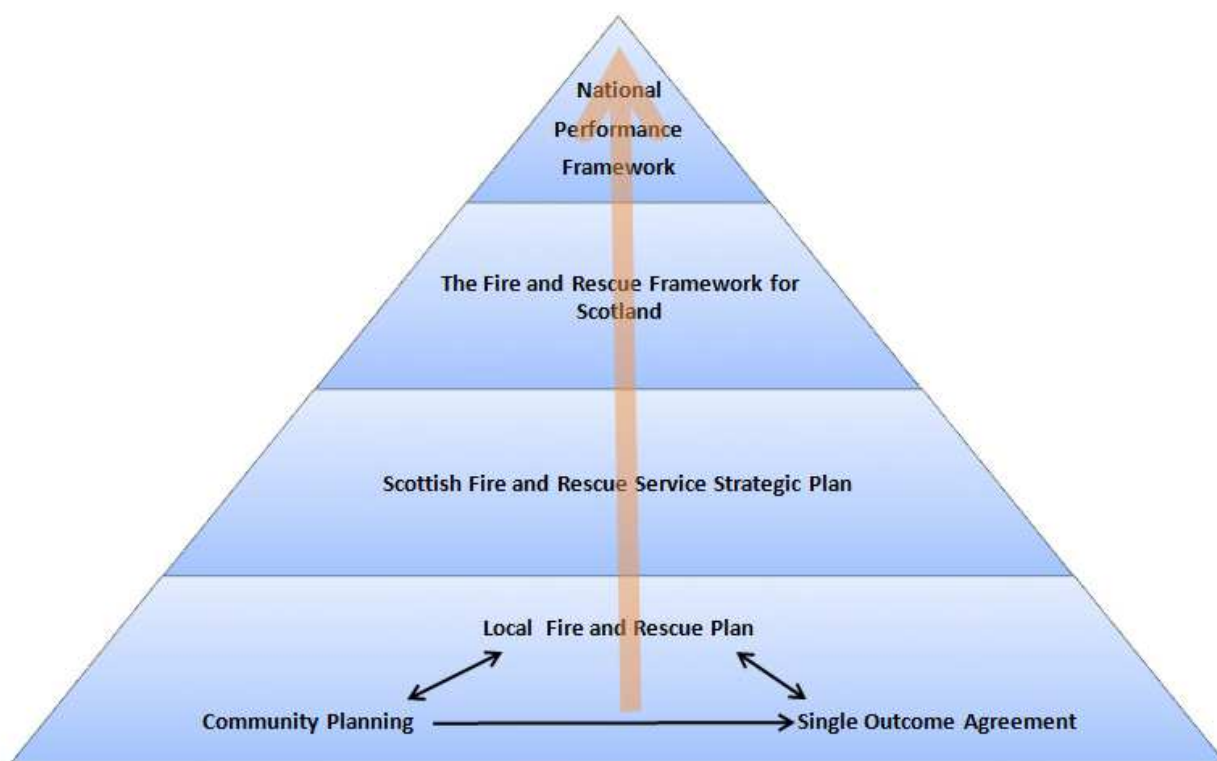 National
Performance
Framework
The Fire and Rescue Framework for
Scotland
Scottish Fire and Rescue Service Strategic Plan
Local Fire and Rescue Plan
Community Planning
Single Outcome Agreement